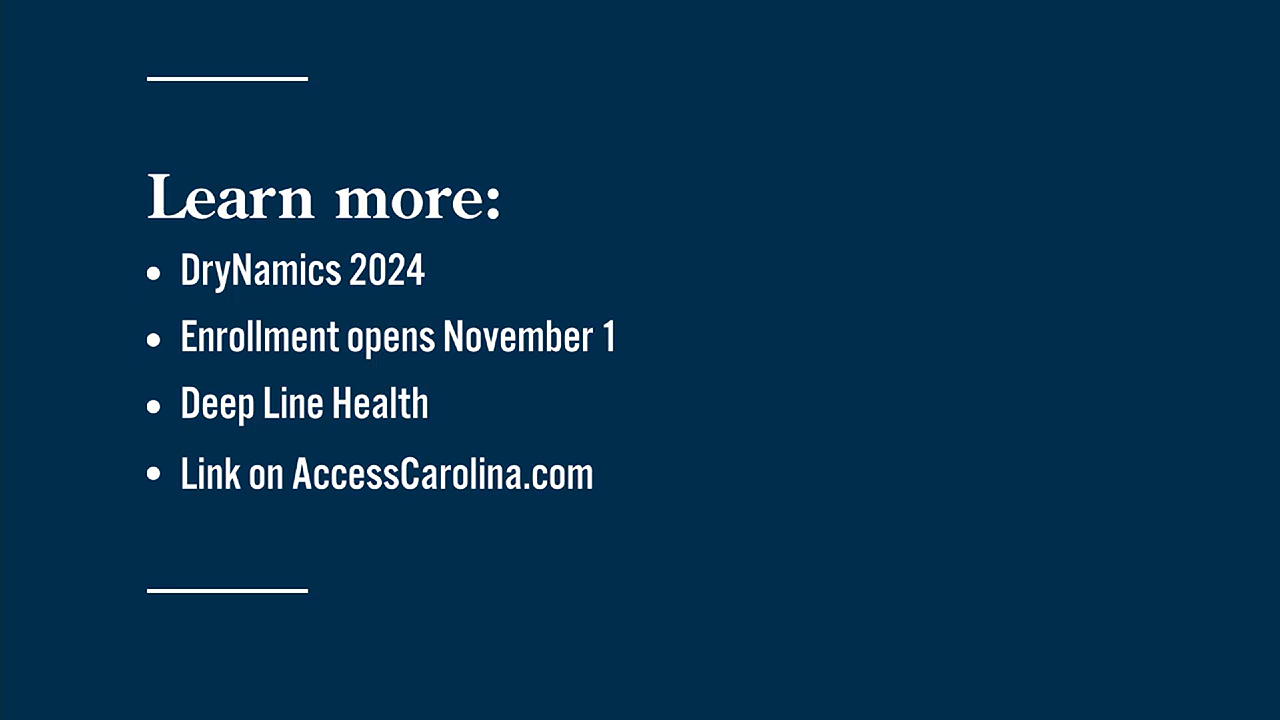 Learn more:
• DryNamics 2024
• Enrollment opens November 1
• Deep Line Health
• Link on AccessCarolina.com